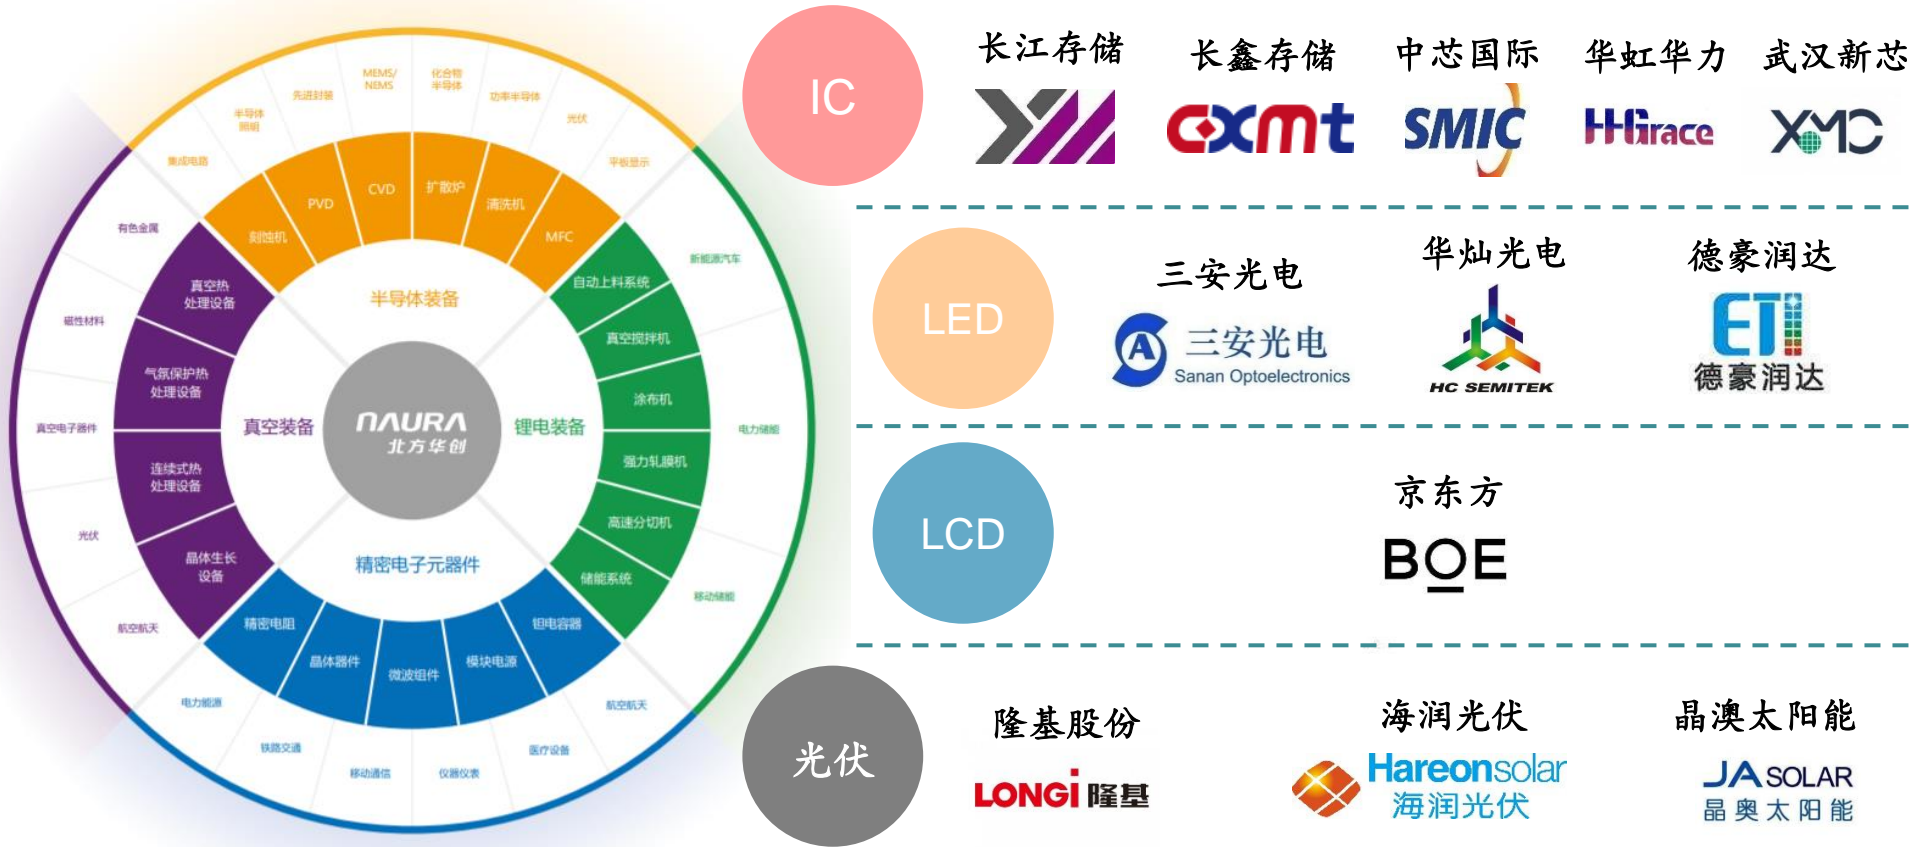 MEMS/
NEMS
化合物
半导体
先进封装
功率半导体
半导体
照明
光伏
集成电路
平板显示
CVD
扩散炉
PVD
清洗机
刻蚀机
MFC
半导体装备
新能源汽车
电力储能
移动储能
自动上料系统
真空搅拌机
涂布机
强力轧膜机
高速分切机
储能系统
锂电装备
有色金属
磁性材料
真空电子器件
光伏
航空航天
真空热
处理设备
气氛保护热
处理设备
连续式热
处理设备
晶体生长
设备
真空装备
NAURA
北方华创
精密电子元器件
精密电阻
晶体器件
微波组件
模块电源
钽电容器
电力能源
铁路交通
移动通信
仪器仪表
医疗设备
航空航天
IC
长江存储
长鑫存储
中芯国际
华虹华力
武汉新芯
cxmt
SMIC
HHGrace
XMC
LED
三安光电
华灿光电
德豪润达
三安光电
Sanan Optoelectronics
HC SEMITEK
ETI
德豪润达
LCD
京东方
BOE
光伏
隆基股份
海润光伏
晶澳太阳能
LONGi 隆基
Hareonsolar
海润光伏
JA SOLAR
晶奥太阳能